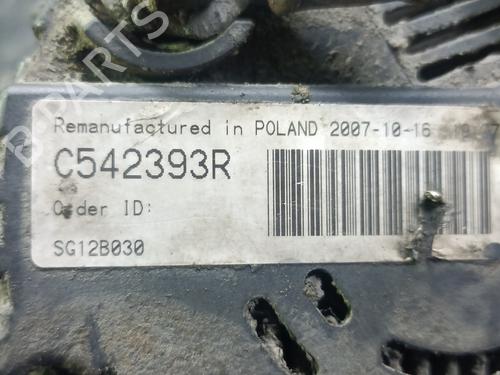 Remanufactured in POLAND 2007-10-16
C542393R
Order ID:
SG12B030
B-PARTS